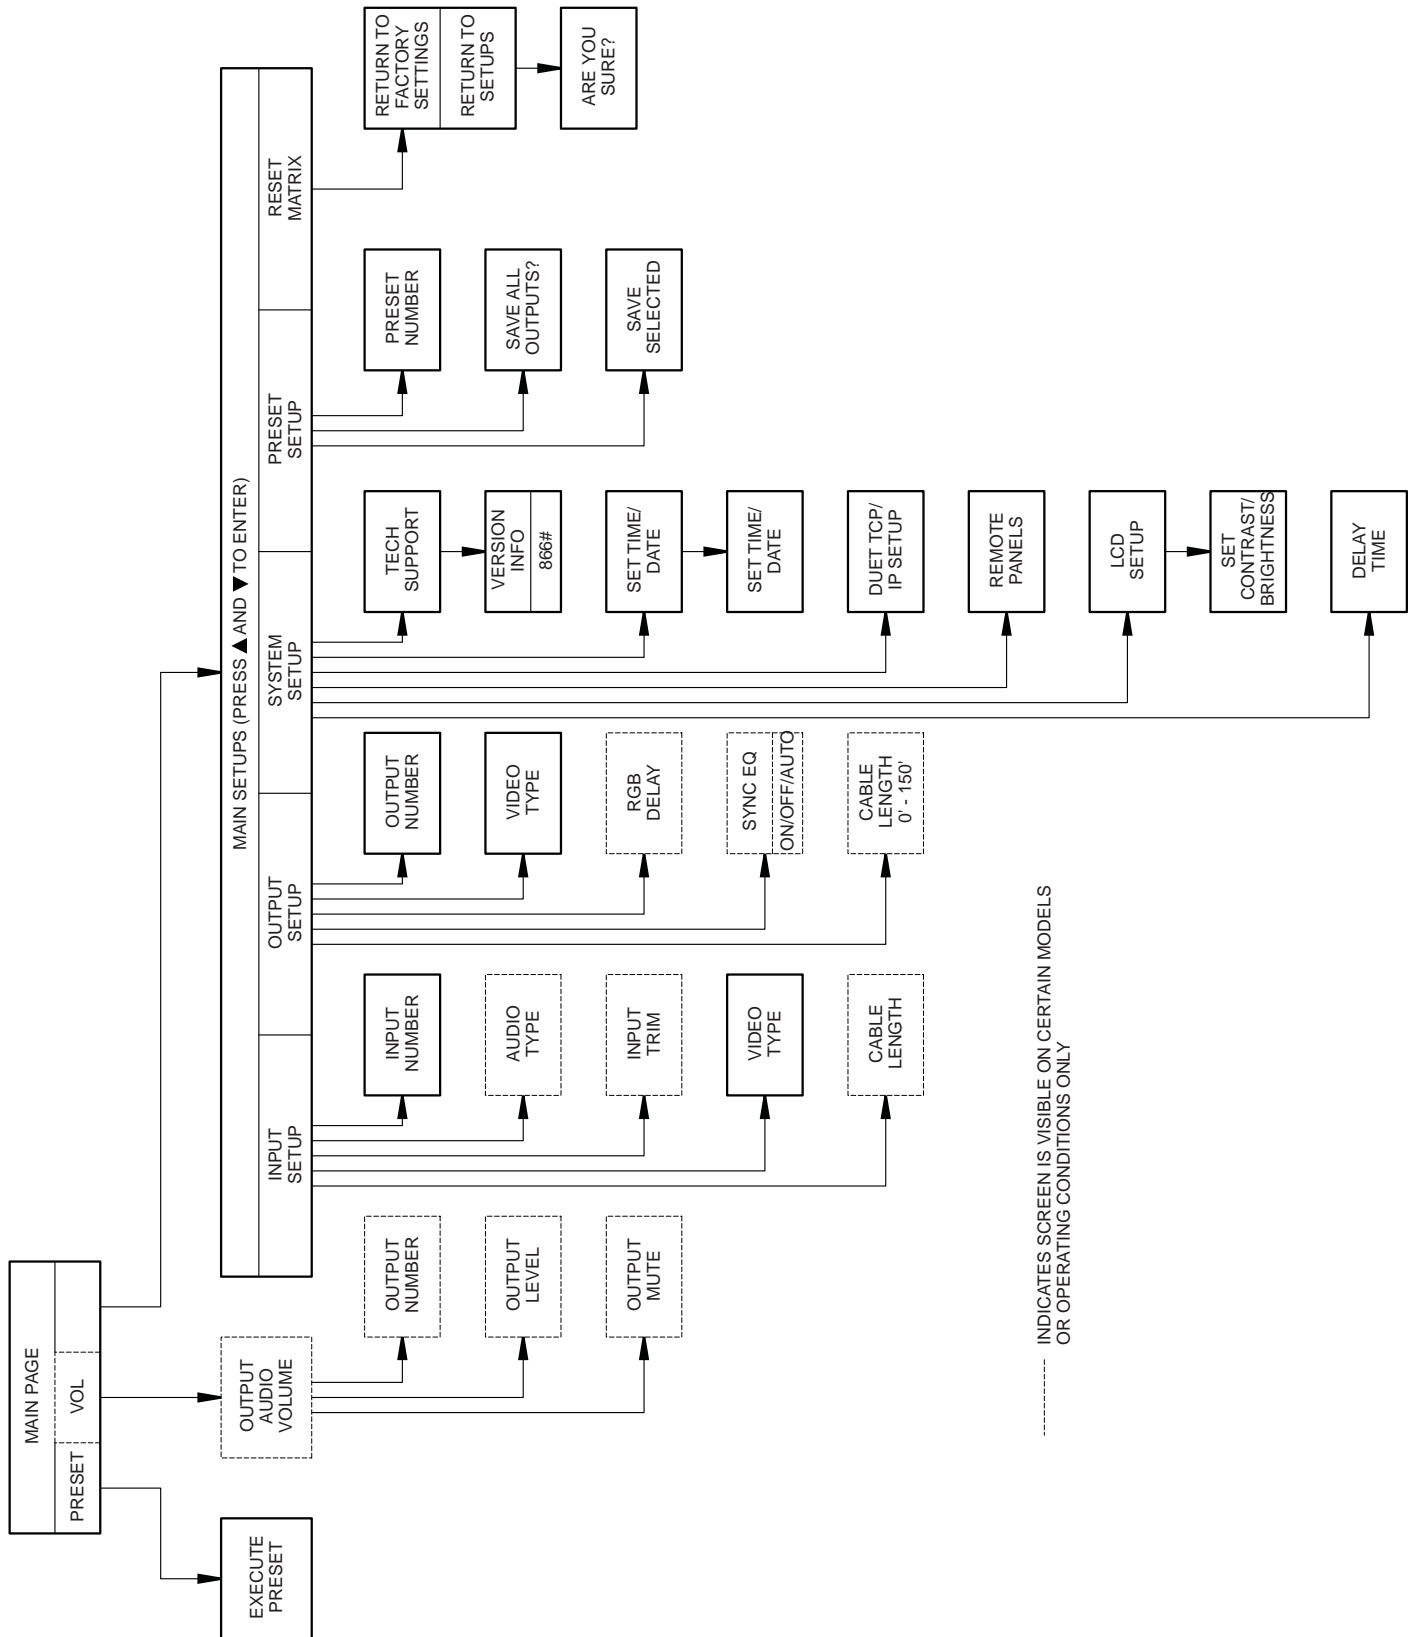 MAIN PAGE
PRESET
VOL
EXECUTE
PRESET
OUTPUT
AUDIO
VOLUME
OUTPUT
NUMBER
OUTPUT
LEVEL
OUTPUT
MUTE
MAIN SETUPS (PRESS ▲ AND ▼ TO ENTER)
INPUT
SETUP
OUTPUT
SETUP
SYSTEM
SETUP
PRESET
SETUP
RESET
MATRIX
INPUT
NUMBER
AUDIO
TYPE
INPUT
TRIM
VIDEO
TYPE
CABLE
LENGTH
OUTPUT
NUMBER
VIDEO
TYPE
RGB
DELAY
SYNC EQ
ON/OFF/AUTO
CABLE
LENGTH
0' - 150'
TECH
SUPPORT
VERSION
INFO
866#
SET TIME/
DATE
SET TIME/
DATE
DUET TCP/
IP SETUP
REMOTE
PANELS
LCD
SETUP
SET
CONTRAST/
BRIGHTNESS
DELAY
TIME
PRESET
NUMBER
SAVE ALL
OUTPUTS?
SAVE
SELECTED
RETURN TO
FACTORY
SETTINGS
RETURN TO
SETUPS
ARE YOU
SURE?
INDICATES SCREEN IS VISIBLE ON CERTAIN MODELS
OR OPERATING CONDITIONS ONLY